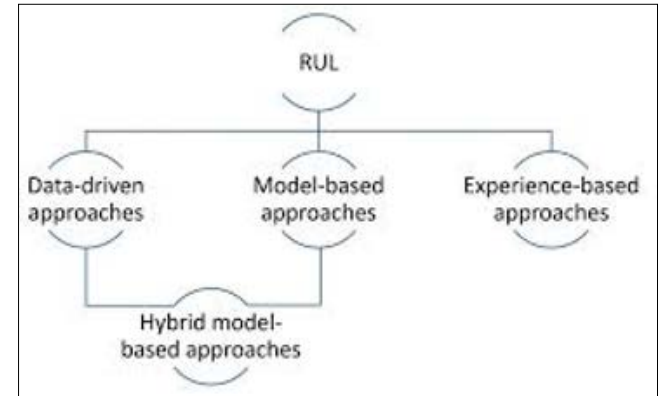 RUL
Data-driven
approaches
Model-based
approaches
Experience-based
approaches
Hybrid model-
based approaches